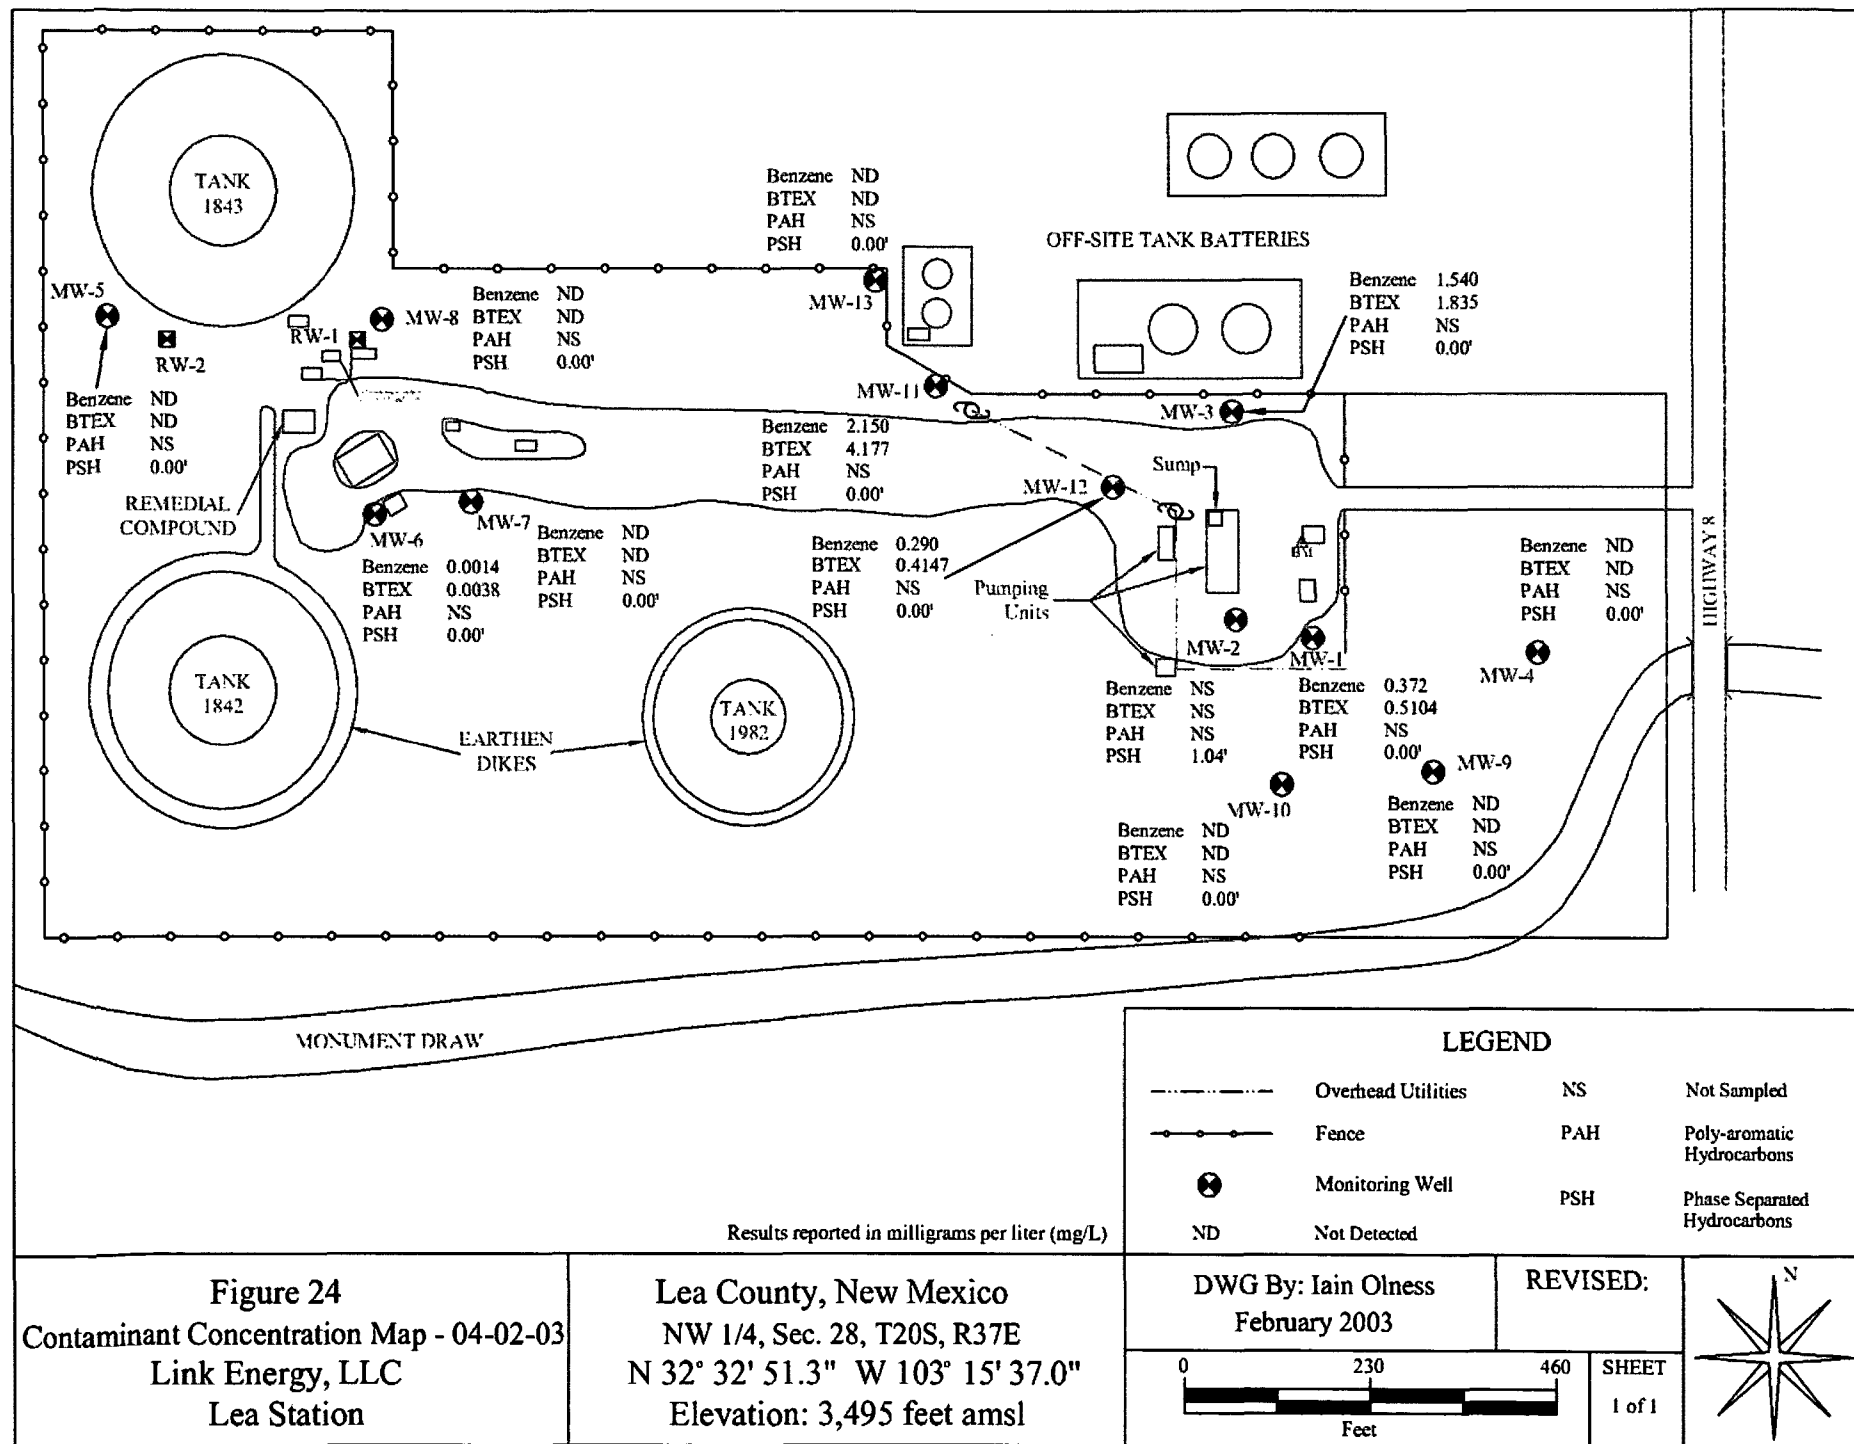 TANK
1843
Benzene ND
BTEX ND
PAH NS
PSH 0.00'
MW-13
OFF-SITE TANK BATTERIES
Benzene 1.540
BTEX 1.835
PAH NS
PSH 0.00'
MW-3
MW-5
RW-2
RW-1
MW-8
Benzene ND
BTEX ND
PAH NS
PSH 0.00'
Benzene ND
BTEX ND
PAH NS
PSH 0.00'
MW-11
Benzene 2.150
BTEX 4.177
PAH NS
PSH 0.00'
REMEDIAL
COMPOUND
MW-6
Benzene 0.0014
BTEX 0.0038
PAH NS
PSH 0.00'
MW-7
Benzene ND
BTEX ND
PAH NS
PSH 0.00'
MW-12
Benzene 0.290
BTEX 0.4147
PAH NS
PSH 0.00'
Sump
Pumping
Units
BM
HIGHWAY 8
Benzene ND
BTEX ND
PAH NS
PSH 0.00'
MW-4
MW-2
Benzene NS
BTEX NS
PAH NS
PSH 1.04'
MW-1
Benzene 0.372
BTEX 0.5104
PAH NS
PSH 0.00'
TANK
1842
EARTHEN
DIKES
TANK
1982
MW-10
Benzene ND
BTEX ND
PAH NS
PSH 0.00'
MW-9
Benzene ND
BTEX ND
PAH NS
PSH 0.00'
MONUMENT DRAW
LEGEND
Overhead Utilities NS Not Sampled
Fence PAH Poly-aromatic
Hydrocarbons
Monitoring Well PSH Phase Separated
Hydrocarbons
ND Not Detected
Results reported in milligrams per liter (mg/L)
Figure 24
Contaminant Concentration Map - 04-02-03
Link Energy, LLC
Lea Station
Lea County, New Mexico
NW 1/4, Sec. 28, T20S, R37E
N 32° 32' 51.3" W 103° 15' 37.0"
Elevation: 3,495 feet amsl
DWG By: Iain Olness
February 2003
REVISED:
0 230 460
Feet
SHEET
1 of 1
N